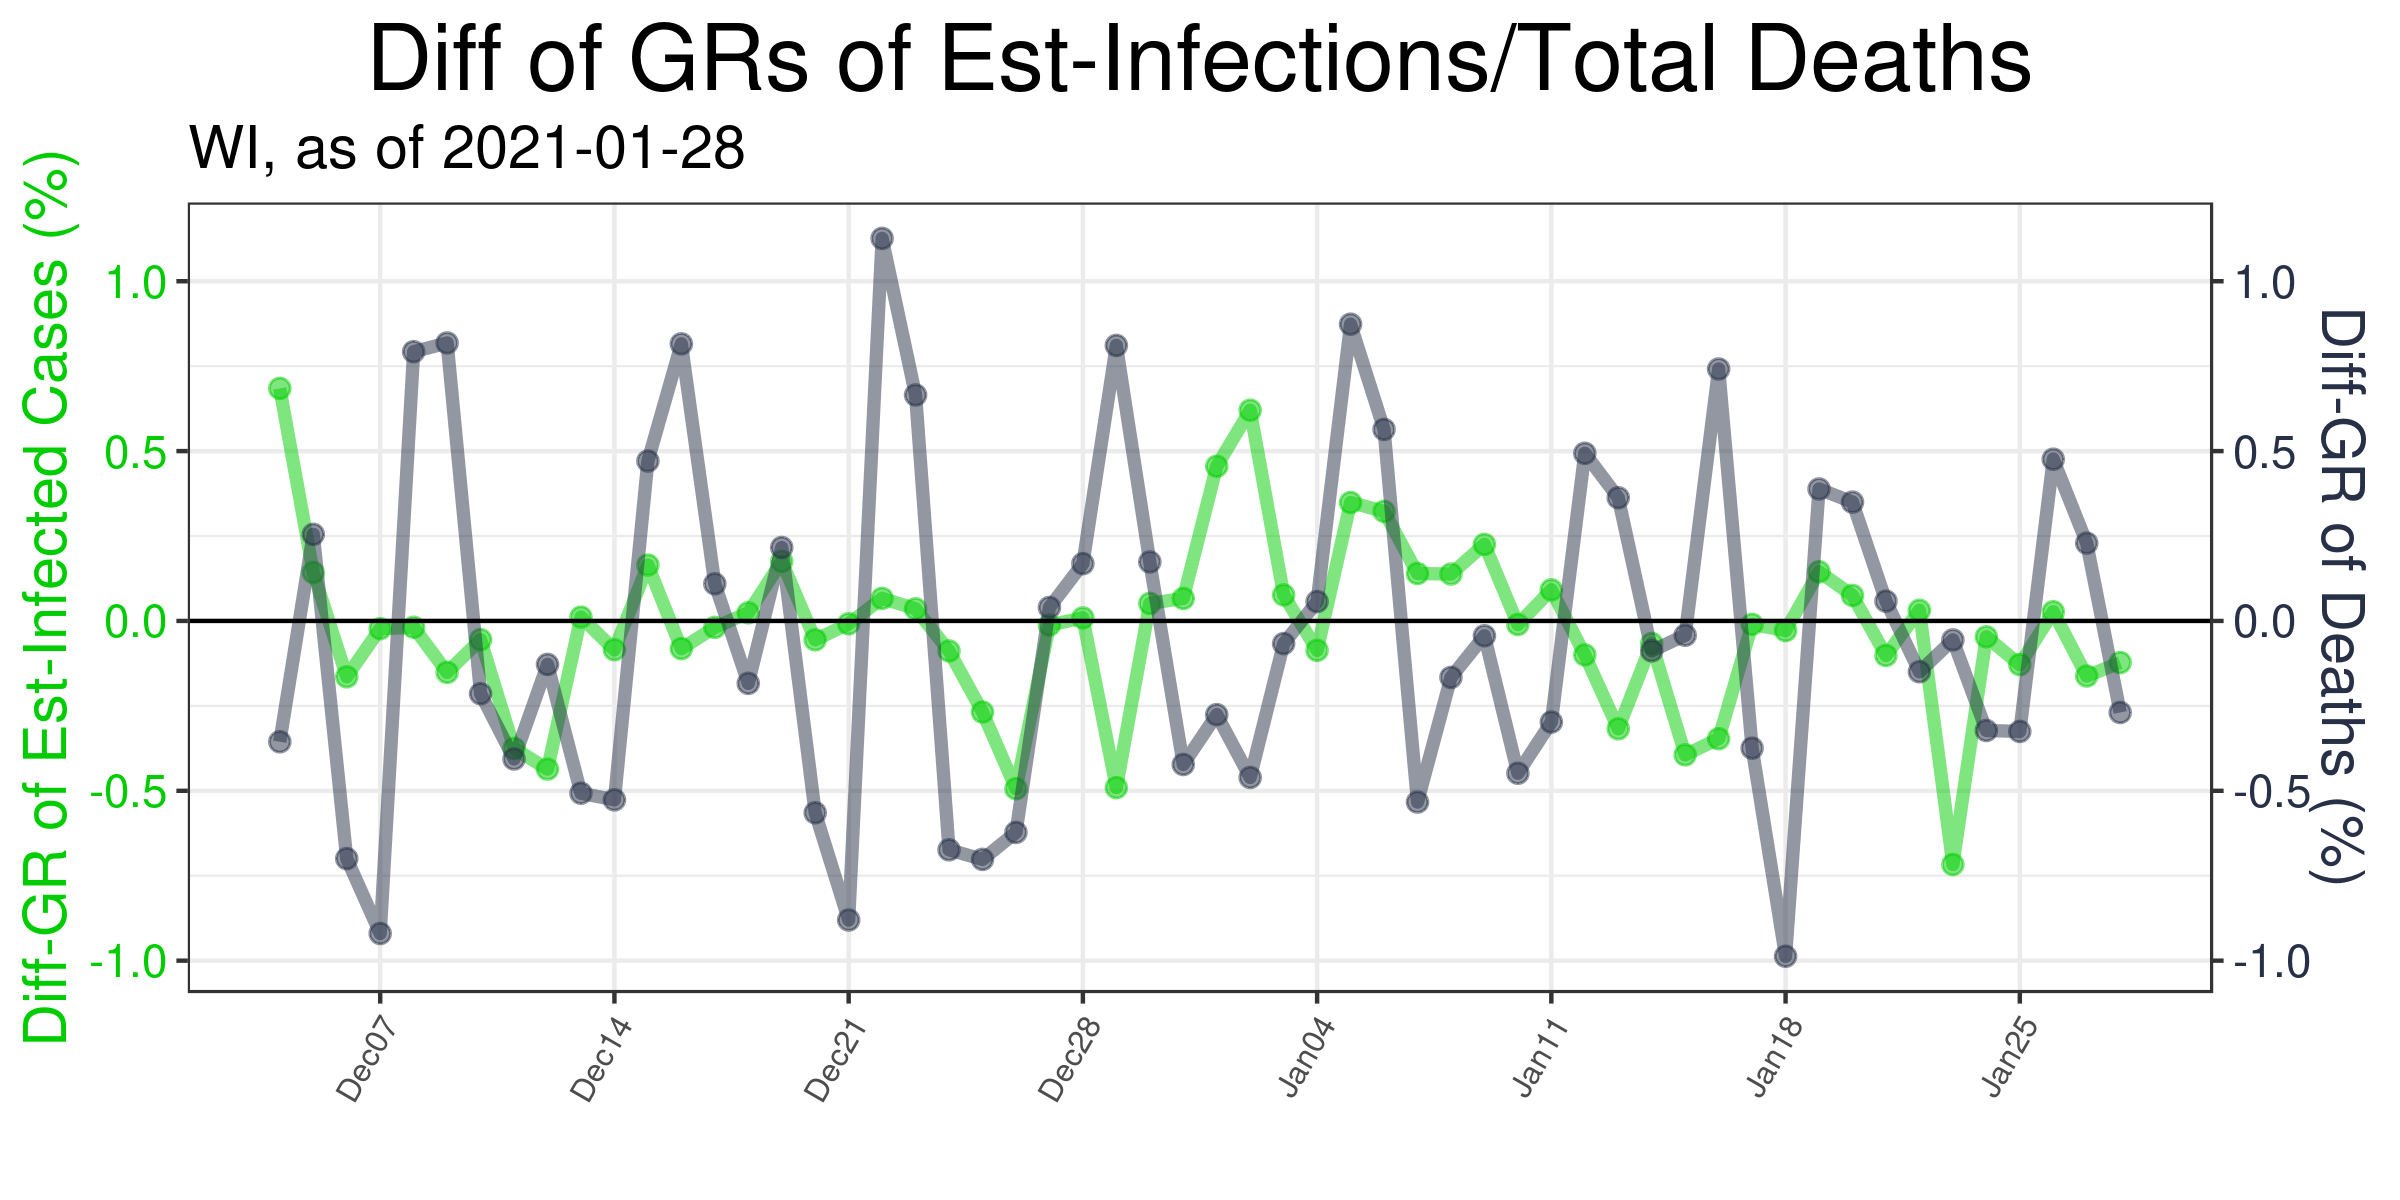 Diff of GRs of Est-Infections/Total Deaths
WI, as of 2021-01-28
Diff-GR of Est-Infected Cases (%)
1.0
0.5
0.0
-0.5
-1.0
1.0
0.5
0.0
-0.5
-1.0
Diff-GR of Deaths (%)
Dec07
Dec14
Dec21
Dec28
Jan04
Jan11
Jan18
Jan25